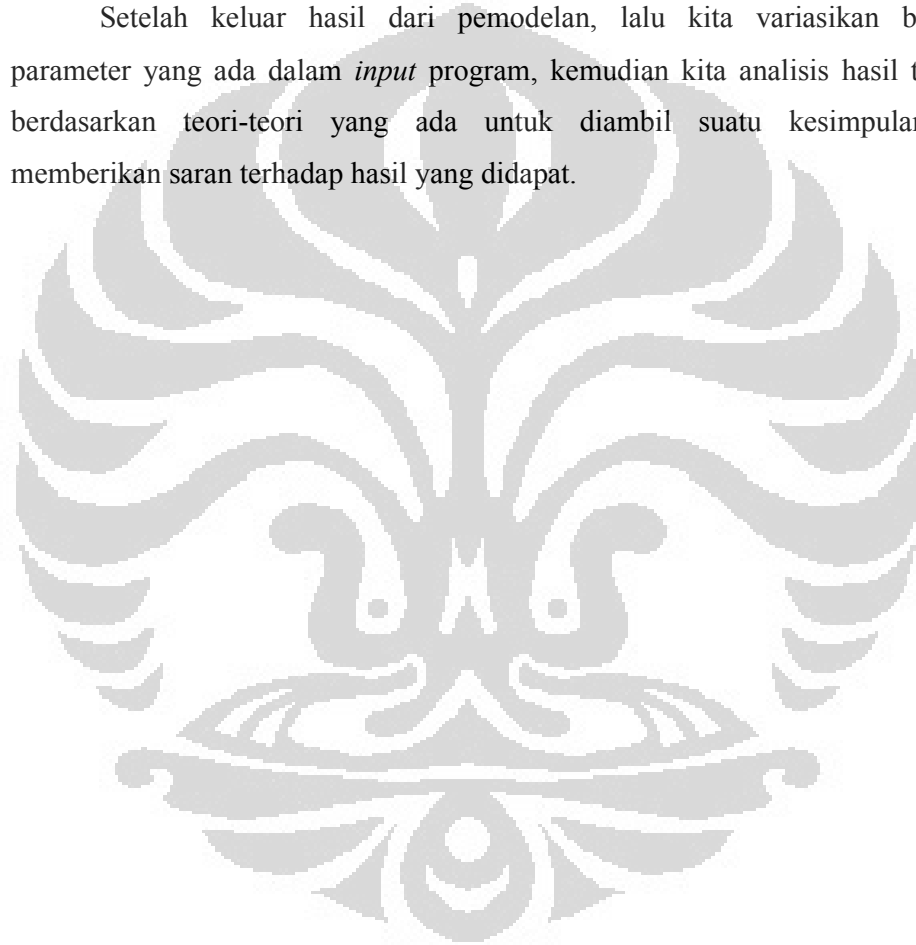 Setelah keluar hasil dari pemodelan, lalu kita variasikan
parameter yang ada dalam input program, kemudian kita analisis hasil
berdasarkan teori-teori yang ada untuk diambil suatu kesimpulan
memberikan saran terhadap hasil yang didapat.